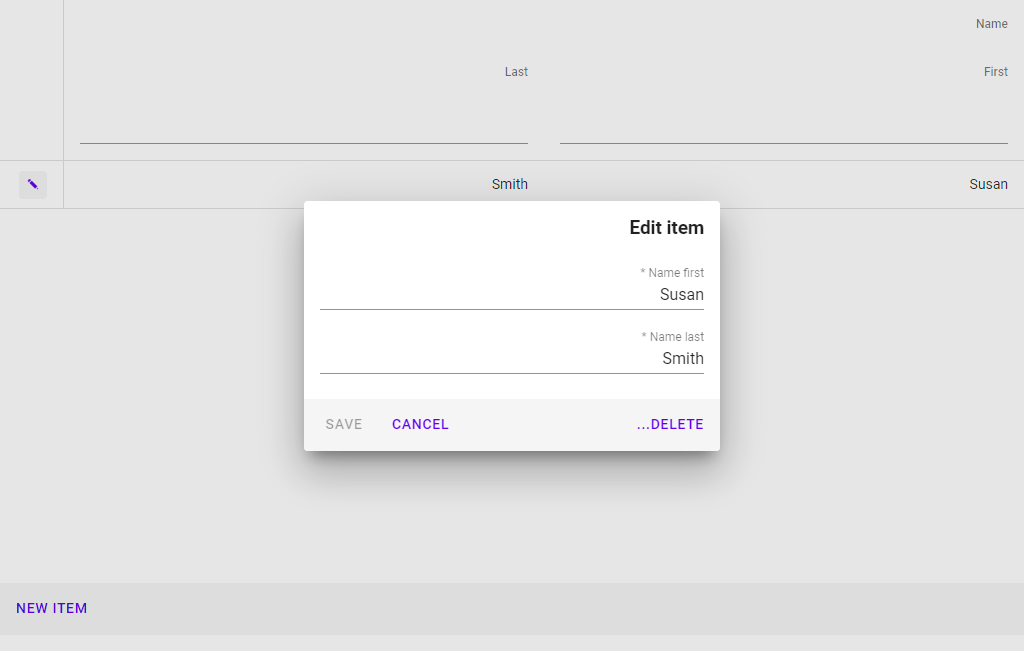 Name
First
Last
Susan
Smith
Edit item
* Name first
Susan
* Name last
Smith
...DELETE
CANCEL
SAVE
NEW ITEM